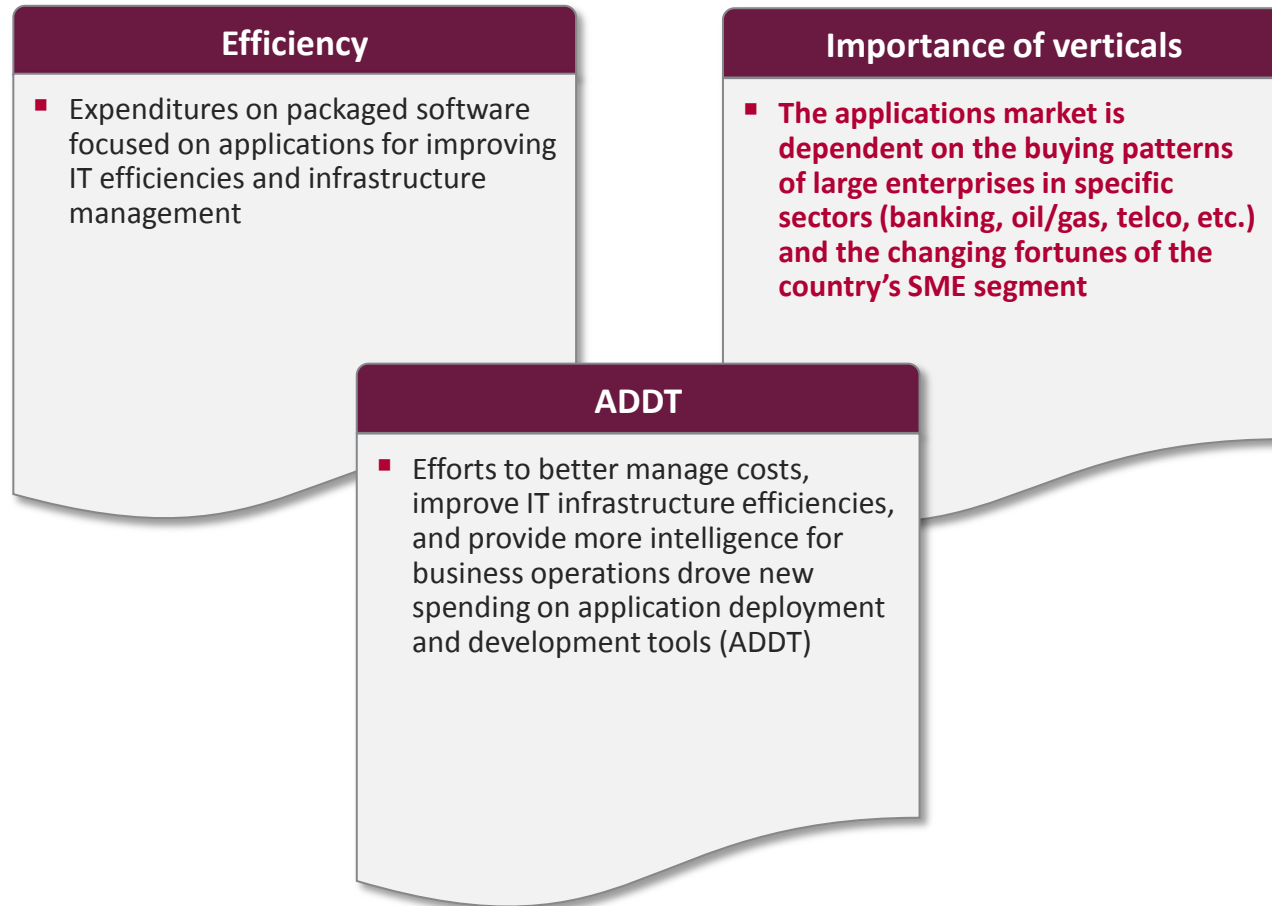 Efficiency
Expenditures on packaged software
focused on applications for improving
IT efficiencies and infrastructure
management
Importance of verticals
The applications market is
dependent on the buying patterns
of large enterprises in specific
sectors (banking, oil/gas, telco, etc.)
and the changing fortunes of the
country’s SME segment
ADDT
Efforts to better manage costs,
improve IT infrastructure efficiencies,
and provide more intelligence for
business operations drove new
spending on application deployment
and development tools (ADDT)